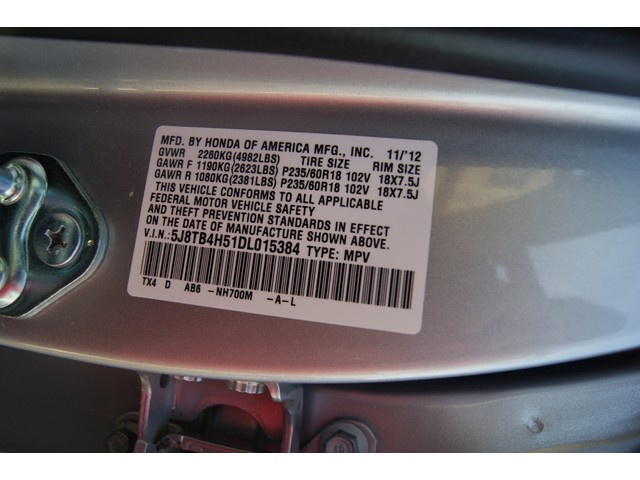 MFD. BY HONDA OF AMERICA MFG., INC. 11/'12
GVWR 2260KG(4982LBS) TIRE SIZE RIM SIZE
GAWR F 1190KG(2623LBS) P235/60R18 102V 18X7.5J
GAWR R 1080KG(2381LBS) P235/60R18 102V 18X7.5J
THIS VEHICLE CONFORMS TO ALL APPLICABLE
FEDERAL MOTOR VEHICLE SAFETY
AND THEFT PREVENTION STANDARDS IN EFFECT
ON THE DATE OF MANUFACTURE SHOWN ABOVE.
V.I.N.: 5J8TB4H51DL015384 TYPE: MPV
TX4 D AB6 -NH700M -A-L